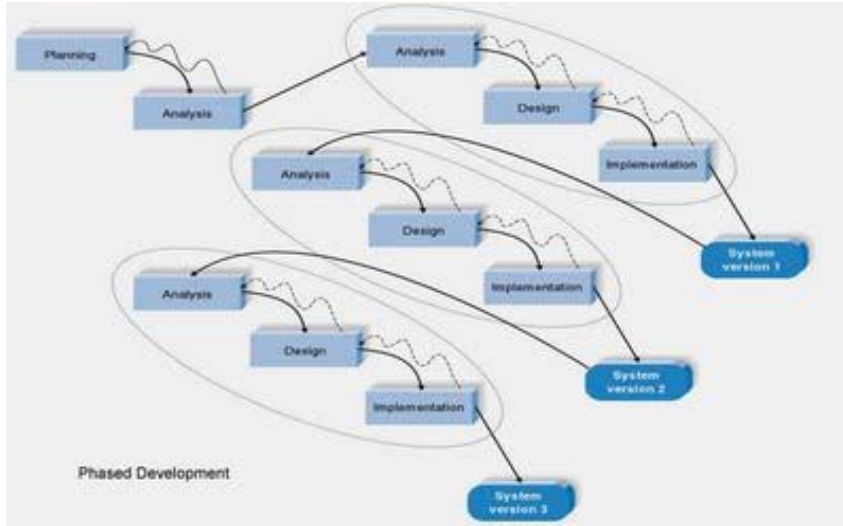 Planning
Analysis
Analysis
Design
Implementation
System
version 1
Analysis
Design
Implementation
System
version 2
Analysis
Design
Implementation
System
version 3
Phased Development